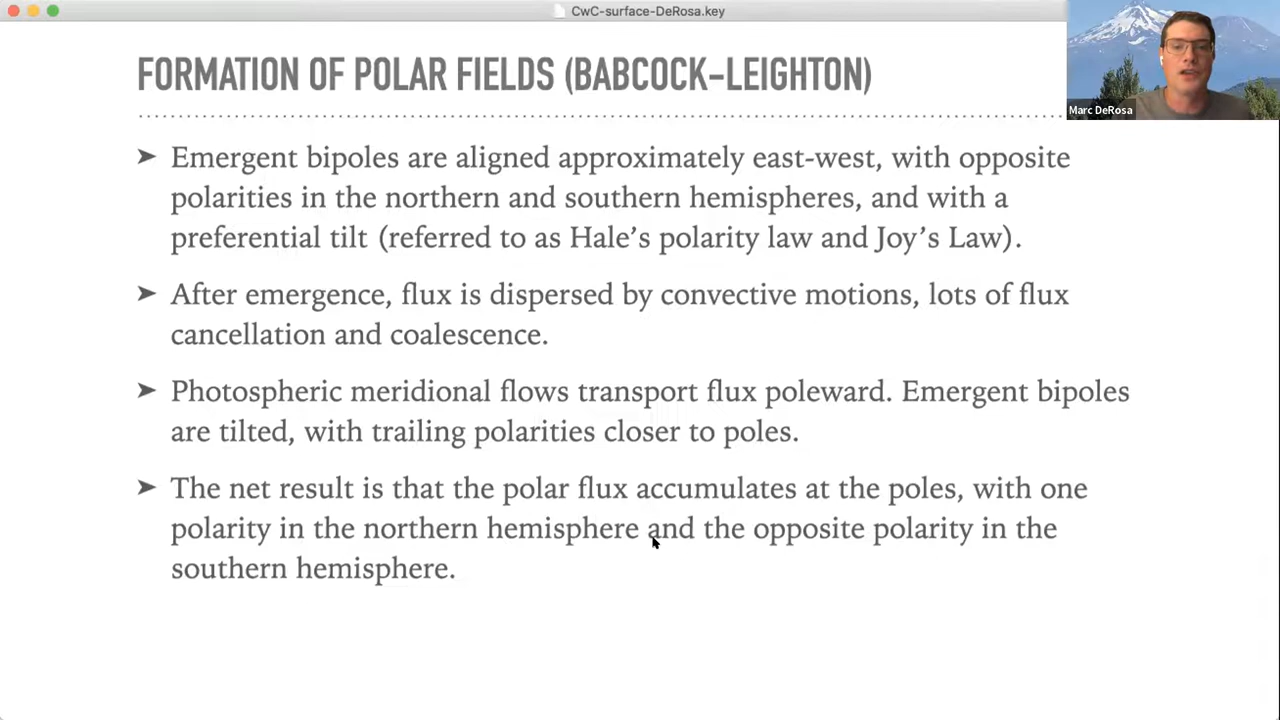 CwC-surface-DeRosa.key
FORMATION OF POLAR FIELDS (BABCOCK–LEIGHTON)
Marc DeRosa
➤ Emergent bipoles are aligned approximately east-west, with opposite
polarities in the northern and southern hemispheres, and with a
preferential tilt (referred to as Hale’s polarity law and Joy’s Law).
➤ After emergence, flux is dispersed by convective motions, lots of flux
cancellation and coalescence.
➤ Photospheric meridional flows transport flux poleward. Emergent bipoles
are tilted, with trailing polarities closer to poles.
➤ The net result is that the polar flux accumulates at the poles, with one
polarity in the northern hemisphere and the opposite polarity in the
southern hemisphere.